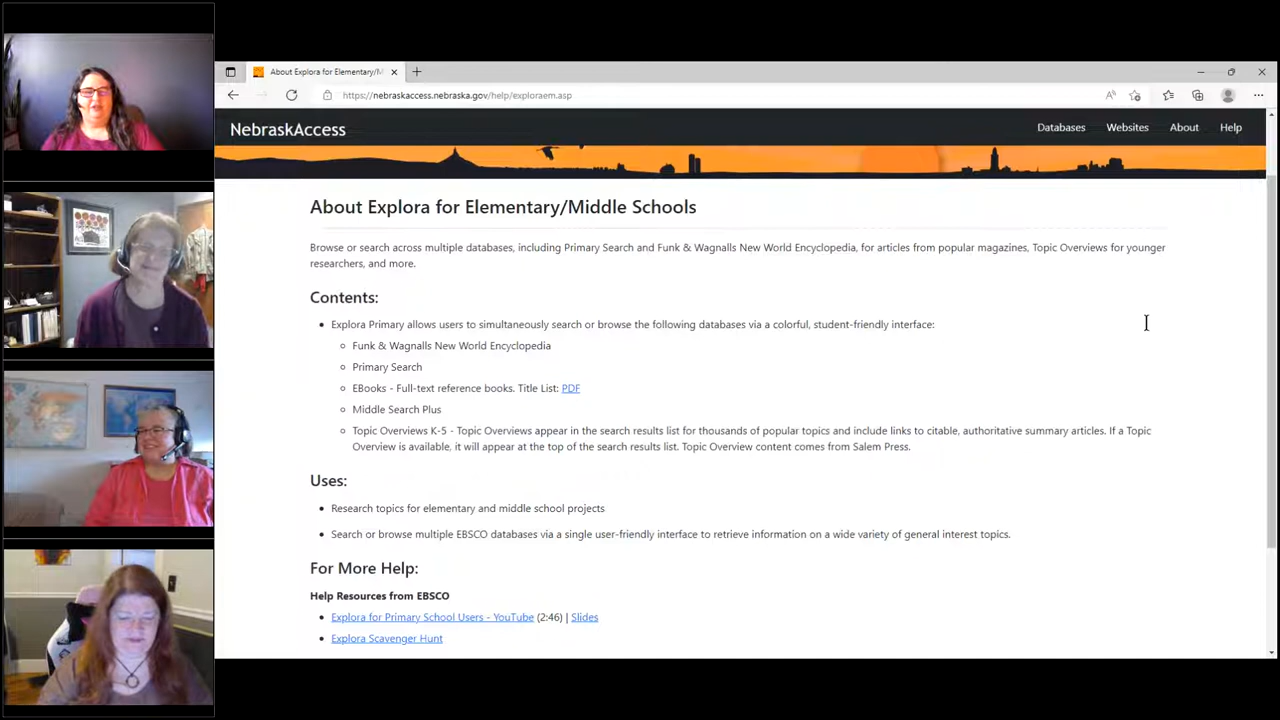 About Explora for Elementary/M
https://nebraskaccess.nebraska.gov/help/exploraem.asp
NebraskAccess
Databases
Websites
About
Help
About Explora for Elementary/Middle Schools
Browse or search across multiple databases, including Primary Search and Funk & Wagnalls New World Encyclopedia, for articles from popular magazines, Topic Overviews for younger
researchers, and more.
Contents:
• Explora Primary allows users to simultaneously search or browse the following databases via a colorful, student-friendly interface:
◦ Funk & Wagnalls New World Encyclopedia
◦ Primary Search
◦ EBooks - Full-text reference books. Title List: PDF
◦ Middle Search Plus
◦ Topic Overviews K-5 - Topic Overviews appear in the search results list for thousands of popular topics and include links to citable, authoritative summary articles. If a Topic
Overview is available, it will appear at the top of the search results list. Topic Overview content comes from Salem Press.
Uses:
• Research topics for elementary and middle school projects
• Search or browse multiple EBSCO databases via a single user-friendly interface to retrieve information on a wide variety of general interest topics.
For More Help:
Help Resources from EBSCO
• Explora for Primary School Users - YouTube (2:46) | Slides
• Explora Scavenger Hunt